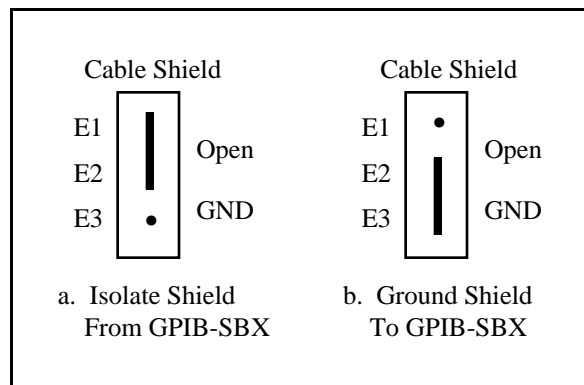 Cable Shield
E1
Open
E2
GND
E3
a. Isolate Shield
From GPIB-SBX
Cable Shield
E1
Open
E2
GND
E3
b. Ground Shield
To GPIB-SBX